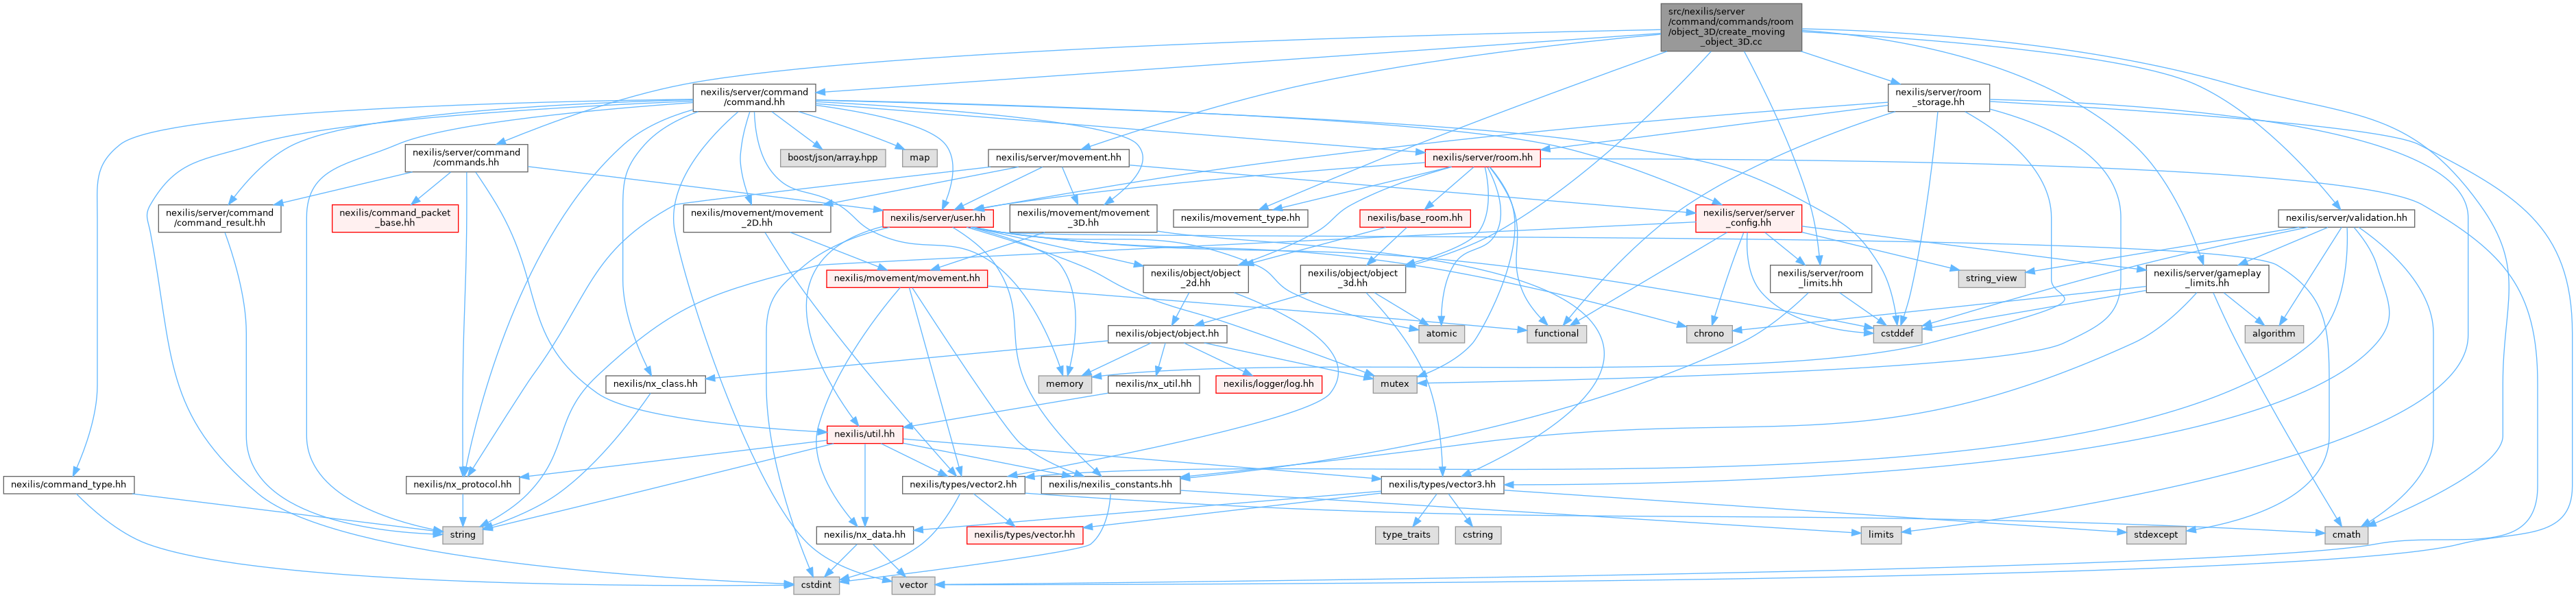 src/nexilis/server
/command/commands/room
/object_3D/create_moving
_object_3D.cc
nexilis/server/command
/command.hh
nexilis/server/room
_storage.hh
nexilis/server/command
/commands.hh
boost/json/array.hpp
map
nexilis/server/movement.hh
nexilis/server/room.hh
nexilis/server/command
/command_result.hh
nexilis/command_packet
_base.hh
nexilis/movement/movement
_2D.hh
nexilis/server/user.hh
nexilis/movement/movement
_3D.hh
nexilis/movement_type.hh
nexilis/base_room.hh
nexilis/server/server
_config.hh
nexilis/server/validation.hh
nexilis/movement/movement.hh
nexilis/object/object
_2d.hh
nexilis/object/object
_3d.hh
nexilis/server/room
_limits.hh
string_view
nexilis/server/gameplay
_limits.hh
nexilis/object/object.hh
atomic
functional
chrono
cstddef
algorithm
nexilis/nx_class.hh
memory
nexilis/nx_util.hh
nexilis/logger/log.hh
mutex
nexilis/util.hh
nexilis/command_type.hh
nexilis/nx_protocol.hh
nexilis/types/vector2.hh
nexilis/nexilis_constants.hh
nexilis/types/vector3.hh
string
nexilis/nx_data.hh
nexilis/types/vector.hh
type_traits
cstring
limits
stdexcept
cmath
cstdint
vector